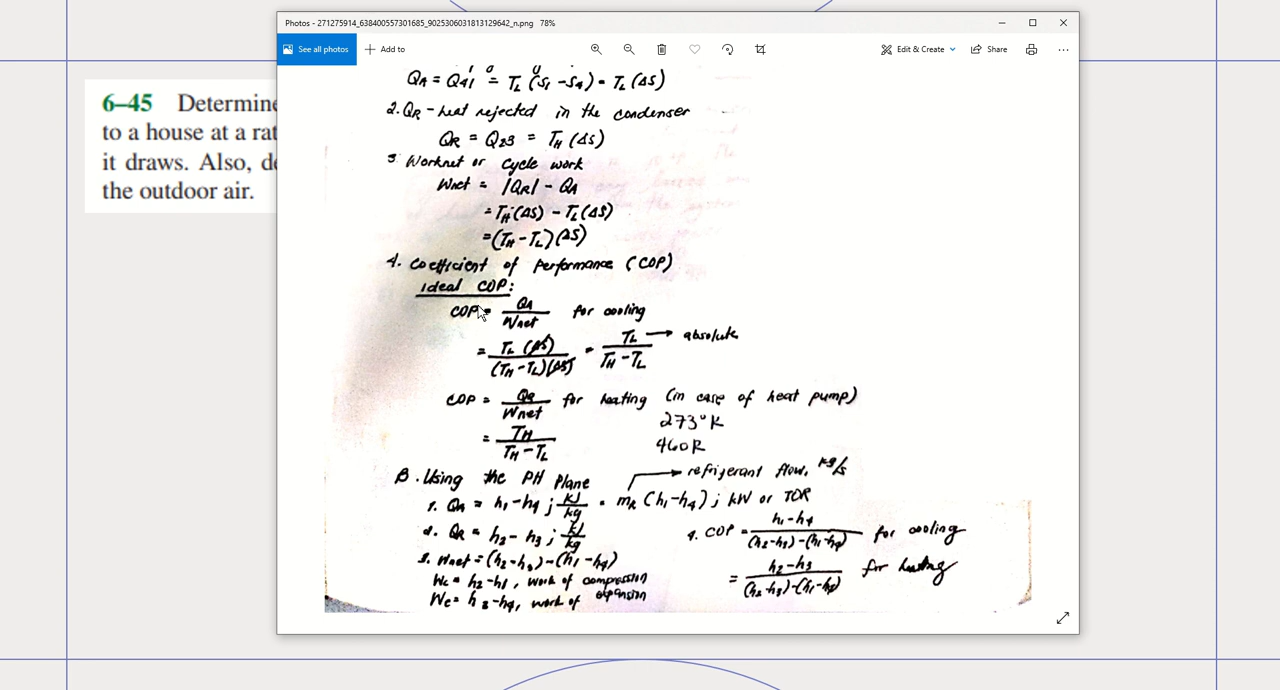 Photos - 271275914_638400557301685_9025306031813129642_n.png 78%
See all photos
Add to
Edit & Create
Share
6–45 Determine
to a house at a rat
it draws. Also, de
the outdoor air.
QA = Q41 = TL (S1 - S4) = TL (ΔS)
2. QR - heat rejected in the condenser
QR = Q23 = TH (ΔS)
3. Worknet or cycle work
Wnet = |QR| - QA
= TH (ΔS) - TL (ΔS)
= (TH - TL) (ΔS)
4. Coefficient of Performance (COP)
Ideal COP:
COP = QA / Wnet for cooling
= TL (ΔS) / (TH - TL)(ΔS) = TL / TH - TL → absolute
COP = QR / Wnet for heating (in case of heat pump)
273°K
= TH / TH - TL
460R
B. Using the PH Plane
→ refrigerant flow, kg/s
1. QA = h1 - h4 ; kJ/kg = mR (h1 - h4) ; kW or TOR
2. QR = h2 - h3 ; kJ/kg
3. Wnet = (h2 - h3) - (h1 - h4)
Wc = h2 - h1, work of compression
We = h3 - h4, work of expansion
4. COP = h1 - h4 / (h2 - h3) - (h1 - h4) for cooling
= h2 - h3 / (h2 - h3) - (h1 - h4) for heating